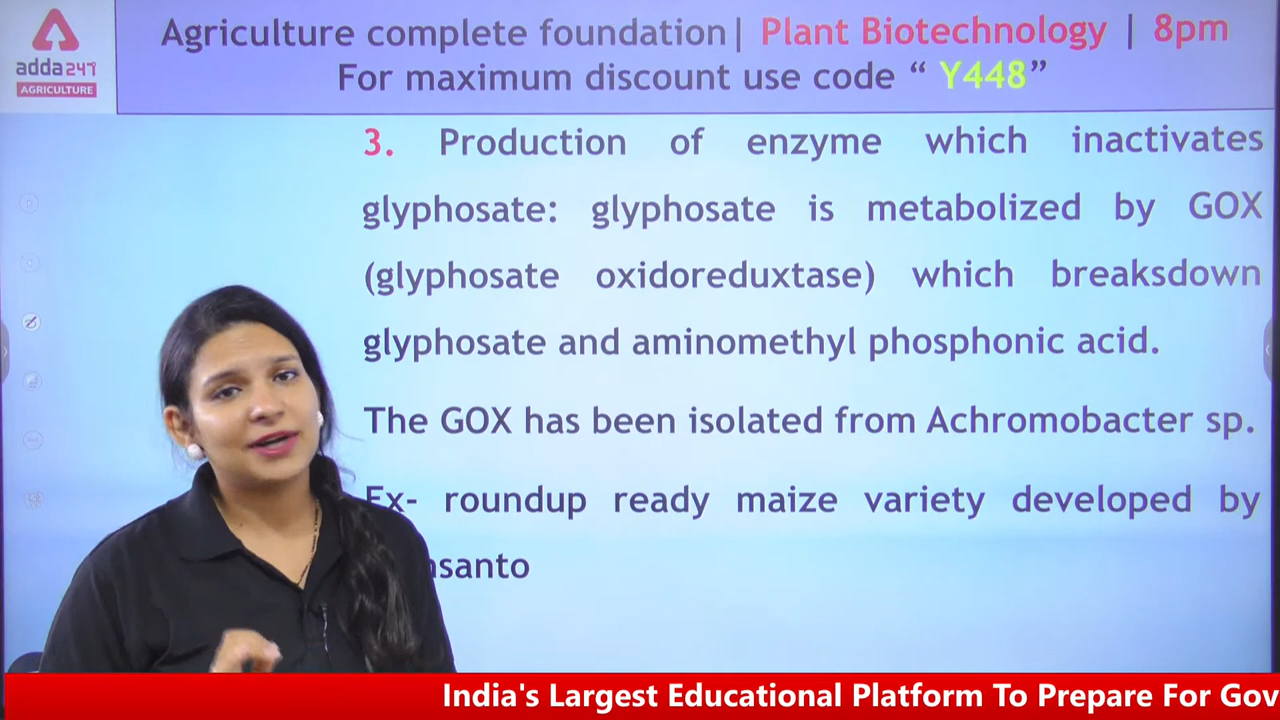 adda247
AGRICULTURE
Agriculture complete foundation| Plant Biotechnology | 8pm
For maximum discount use code “ Y448”
3. Production of enzyme which inactivates
glyphosate: glyphosate is metabolized by GOX
(glyphosate oxidoreduxtase) which breaksdown
glyphosate and aminomethyl phosphonic acid.
The GOX has been isolated from Achromobacter sp.
Ex- roundup ready maize variety developed by
India's Largest Educational Platform To Prepare For Gov